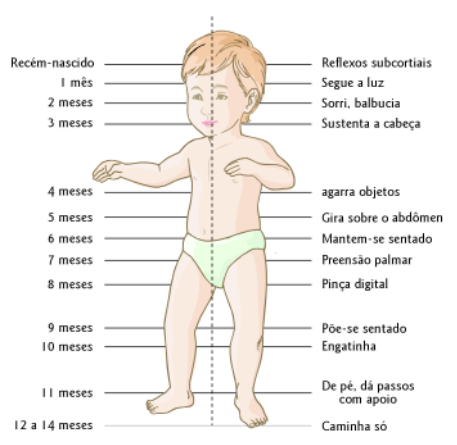 Recém-nascido Reflexos subcortiais
1 mês Segue a luz
2 meses Sorri, balbucia
3 meses Sustenta a cabeça
4 meses agarra objetos
5 meses Gira sobre o abdômen
6 meses Mantem-se sentado
7 meses Preensão palmar
8 meses Pinça digital
9 meses Põe-se sentado
10 meses Engatinha
11 meses De pé, dá passos
com apoio
12 a 14 meses Caminha só